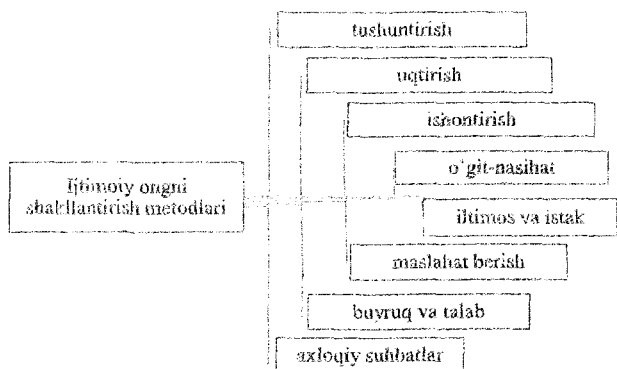 tushuntirish
uqtirish
ishontirish
o'git-nasihat
Ijtimoiy ongni
shakllantirish metodlari
iltimos va istak
maslahat berish
buyruq va talab
axloqiy suhbatlar